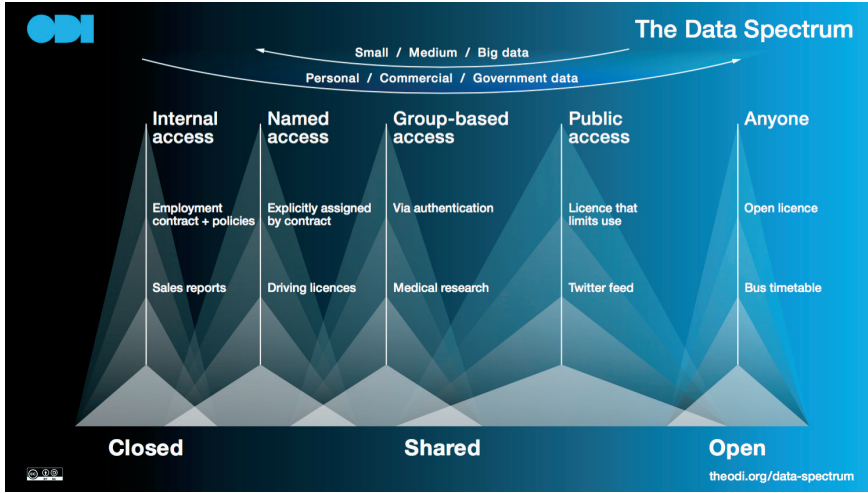 ODI
The Data Spectrum
Small / Medium / Big data
Personal / Commercial / Government data
Internal
access
Named
access
Group-based
access
Public
access
Anyone
Employment
contract + policies
Explicitly assigned
by contract
Via authentication
Licence that
limits use
Open licence
Sales reports
Driving licences
Medical research
Twitter feed
Bus timetable
Closed
Shared
Open
theodi.org/data-spectrum